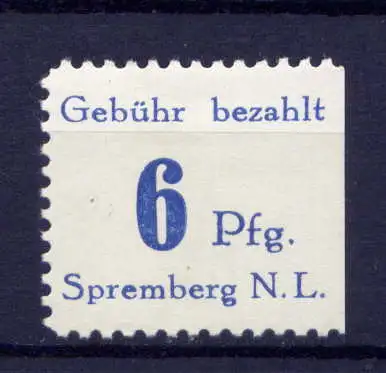 Gebühr bezahlt
6 Pfg.
Spremberg N.L.